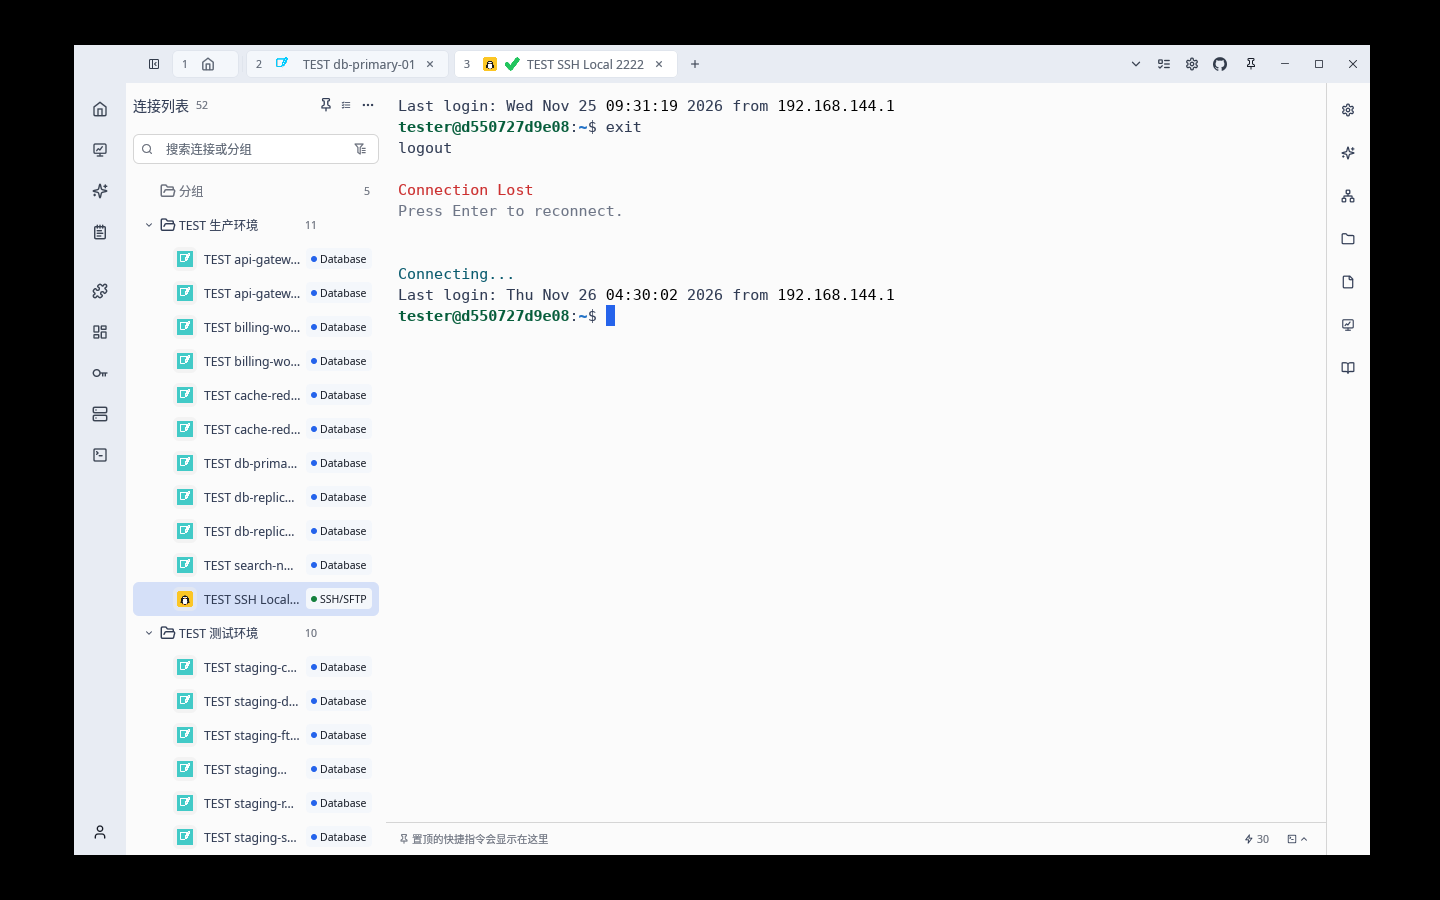 1
2 TEST db-primary-01
3 TEST SSH Local 2222
连接列表 52
搜索连接或分组
分组 5
TEST 生产环境 11
TEST api-gatew... Database
TEST api-gatew... Database
TEST billing-wo... Database
TEST billing-wo... Database
TEST cache-red... Database
TEST cache-red... Database
TEST db-prima... Database
TEST db-replic... Database
TEST db-replic... Database
TEST search-n... Database
TEST SSH Local... SSH/SFTP
TEST 测试环境 10
TEST staging-c... Database
TEST staging-d... Database
TEST staging-ft... Database
TEST staging... Database
TEST staging-r... Database
TEST staging-s... Database
Last login: Wed Nov 25 09:31:19 2026 from 192.168.144.1
tester@d550727d9e08:~$ exit
logout
Connection Lost
Press Enter to reconnect.
Connecting...
Last login: Thu Nov 26 04:30:02 2026 from 192.168.144.1
tester@d550727d9e08:~$
置顶的快捷指令会显示在这里
30